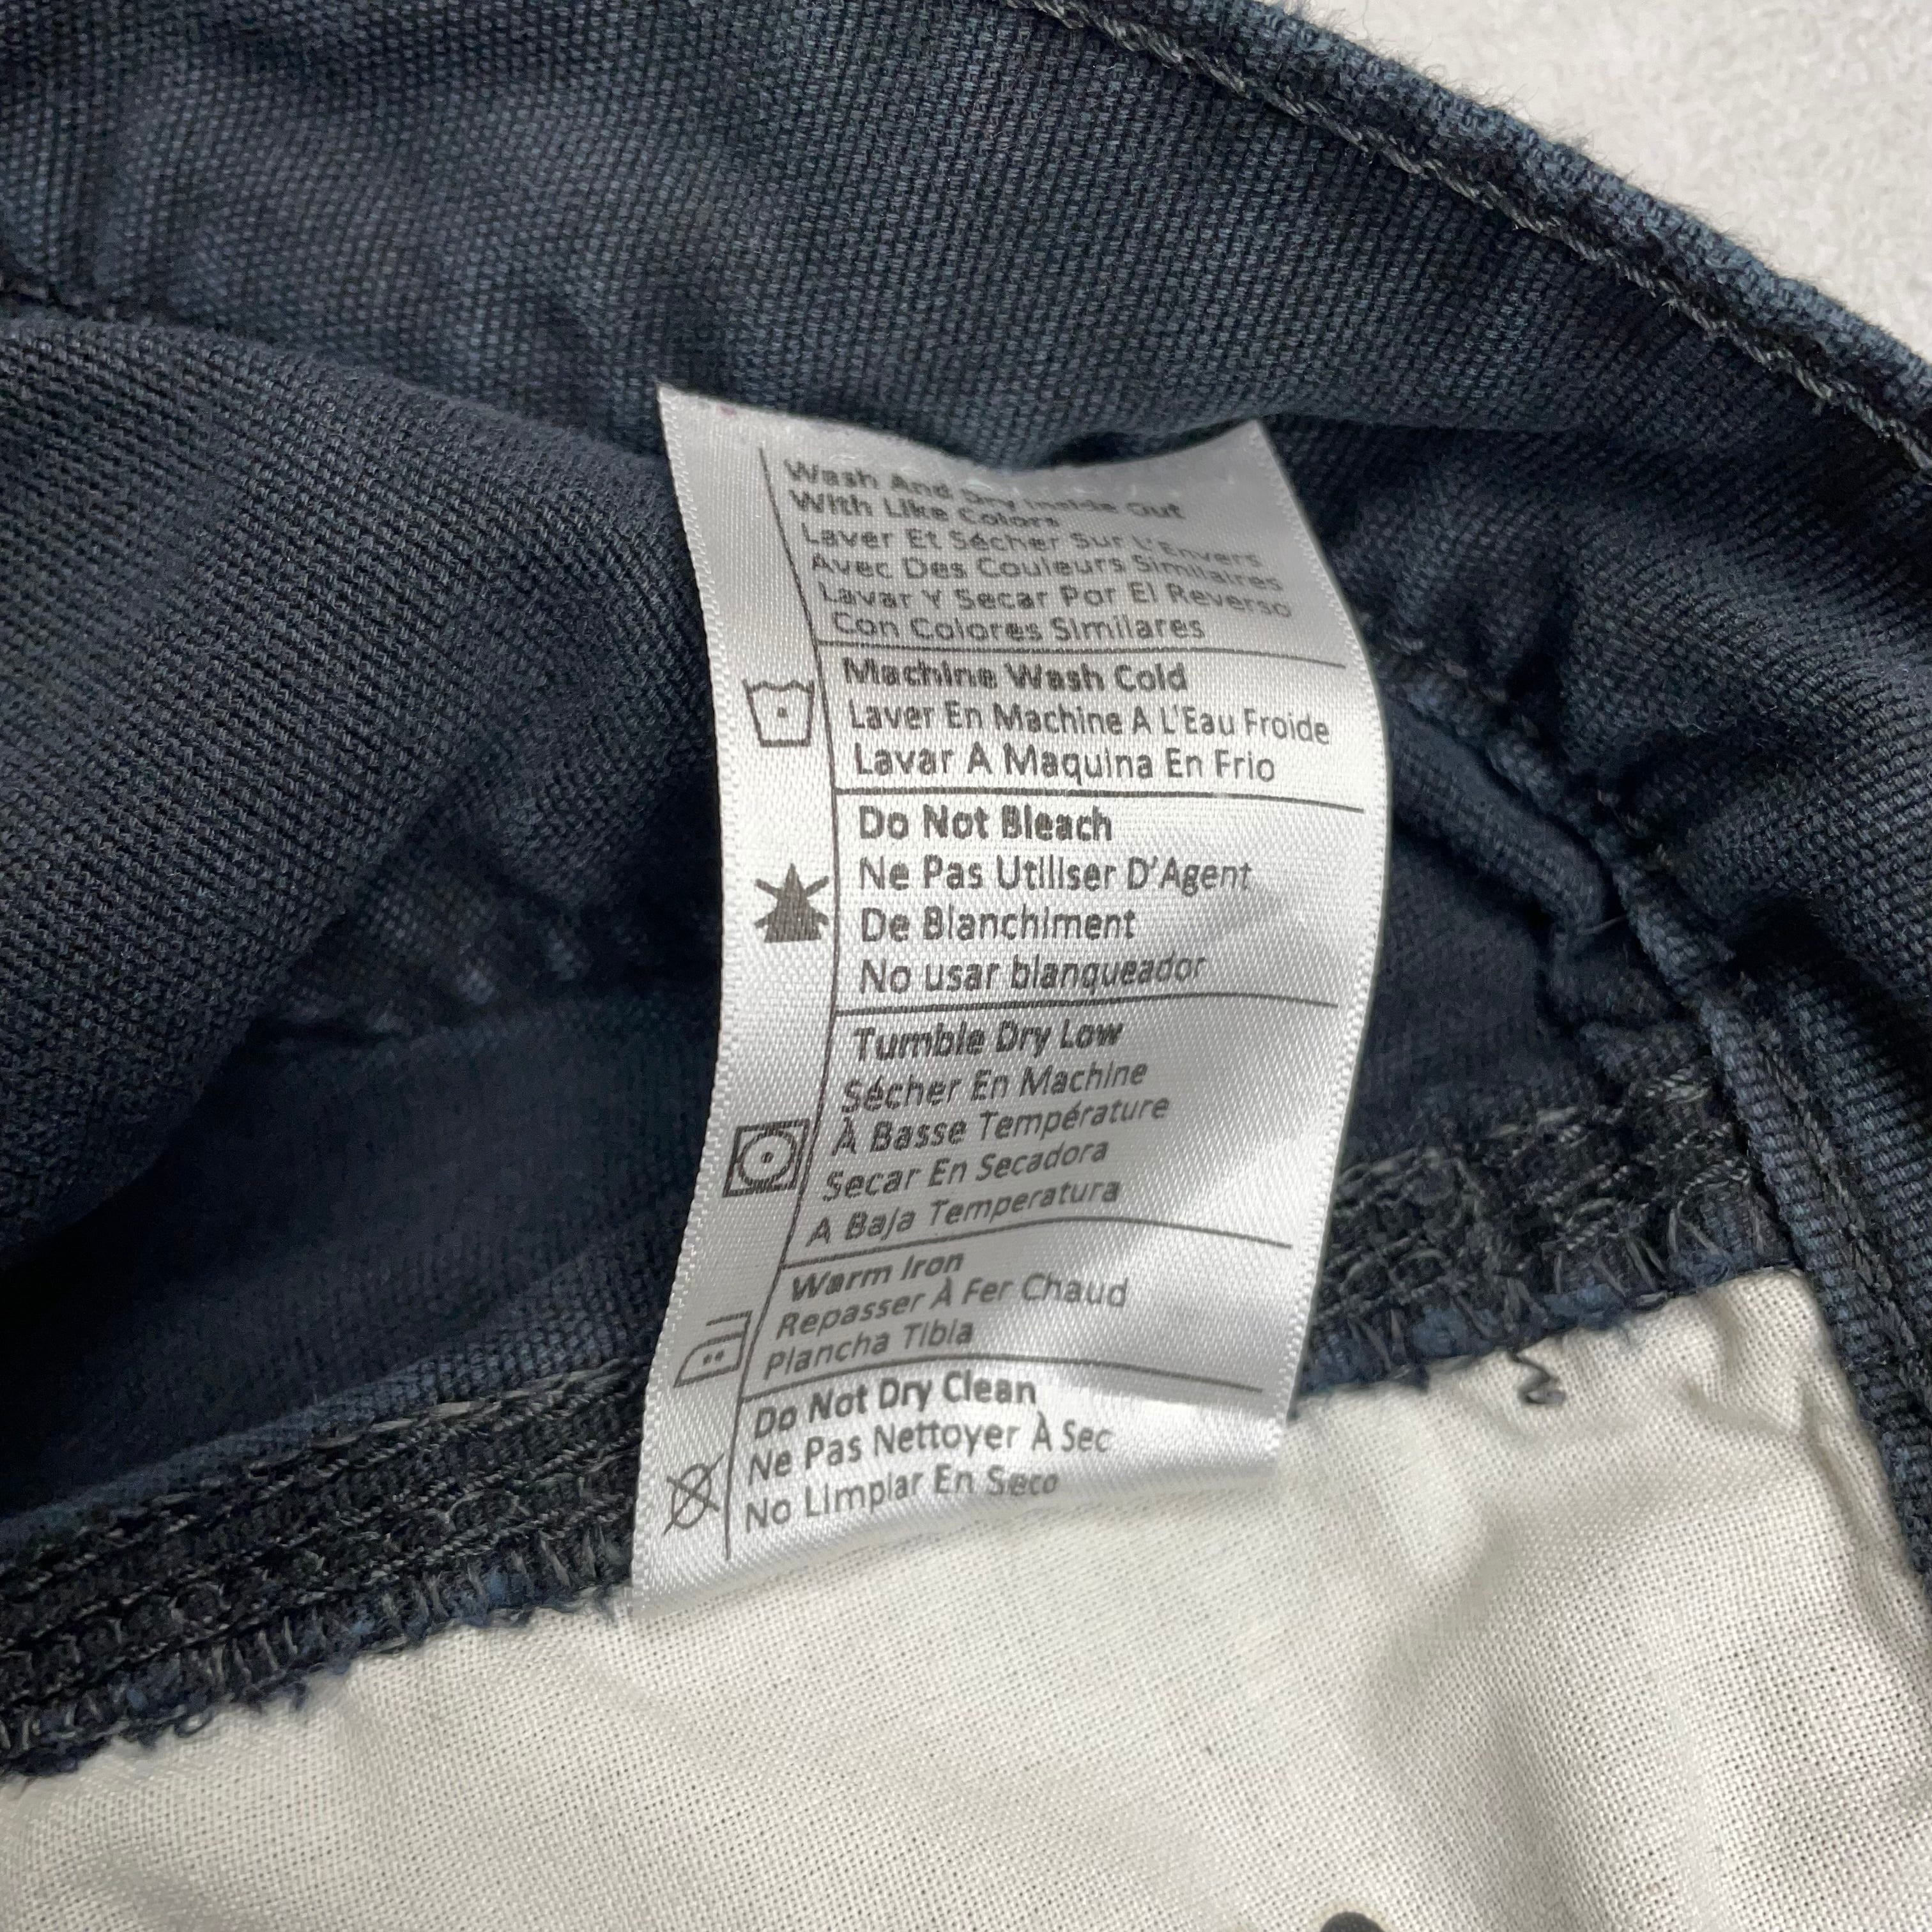 Wash And Dry Inside Out
With Like Colors
Laver Et Sécher Sur L'Envers
Avec Des Couleurs Similaires
Lavar Y Secar Por El Reverso
Con Colores Similares
Machine Wash Cold
Laver En Machine A L'Eau Froide
Lavar A Maquina En Frio
Do Not Bleach
Ne Pas Utiliser D'Agent
De Blanchiment
No usar blanqueador
Tumble Dry Low
Sécher En Machine
À Basse Température
Secar En Secadora
A Baja Temperatura
Warm Iron
Repasser À Fer Chaud
Plancha Tibia
Do Not Dry Clean
Ne Pas Nettoyer À Sec
No Limpiar En Seco